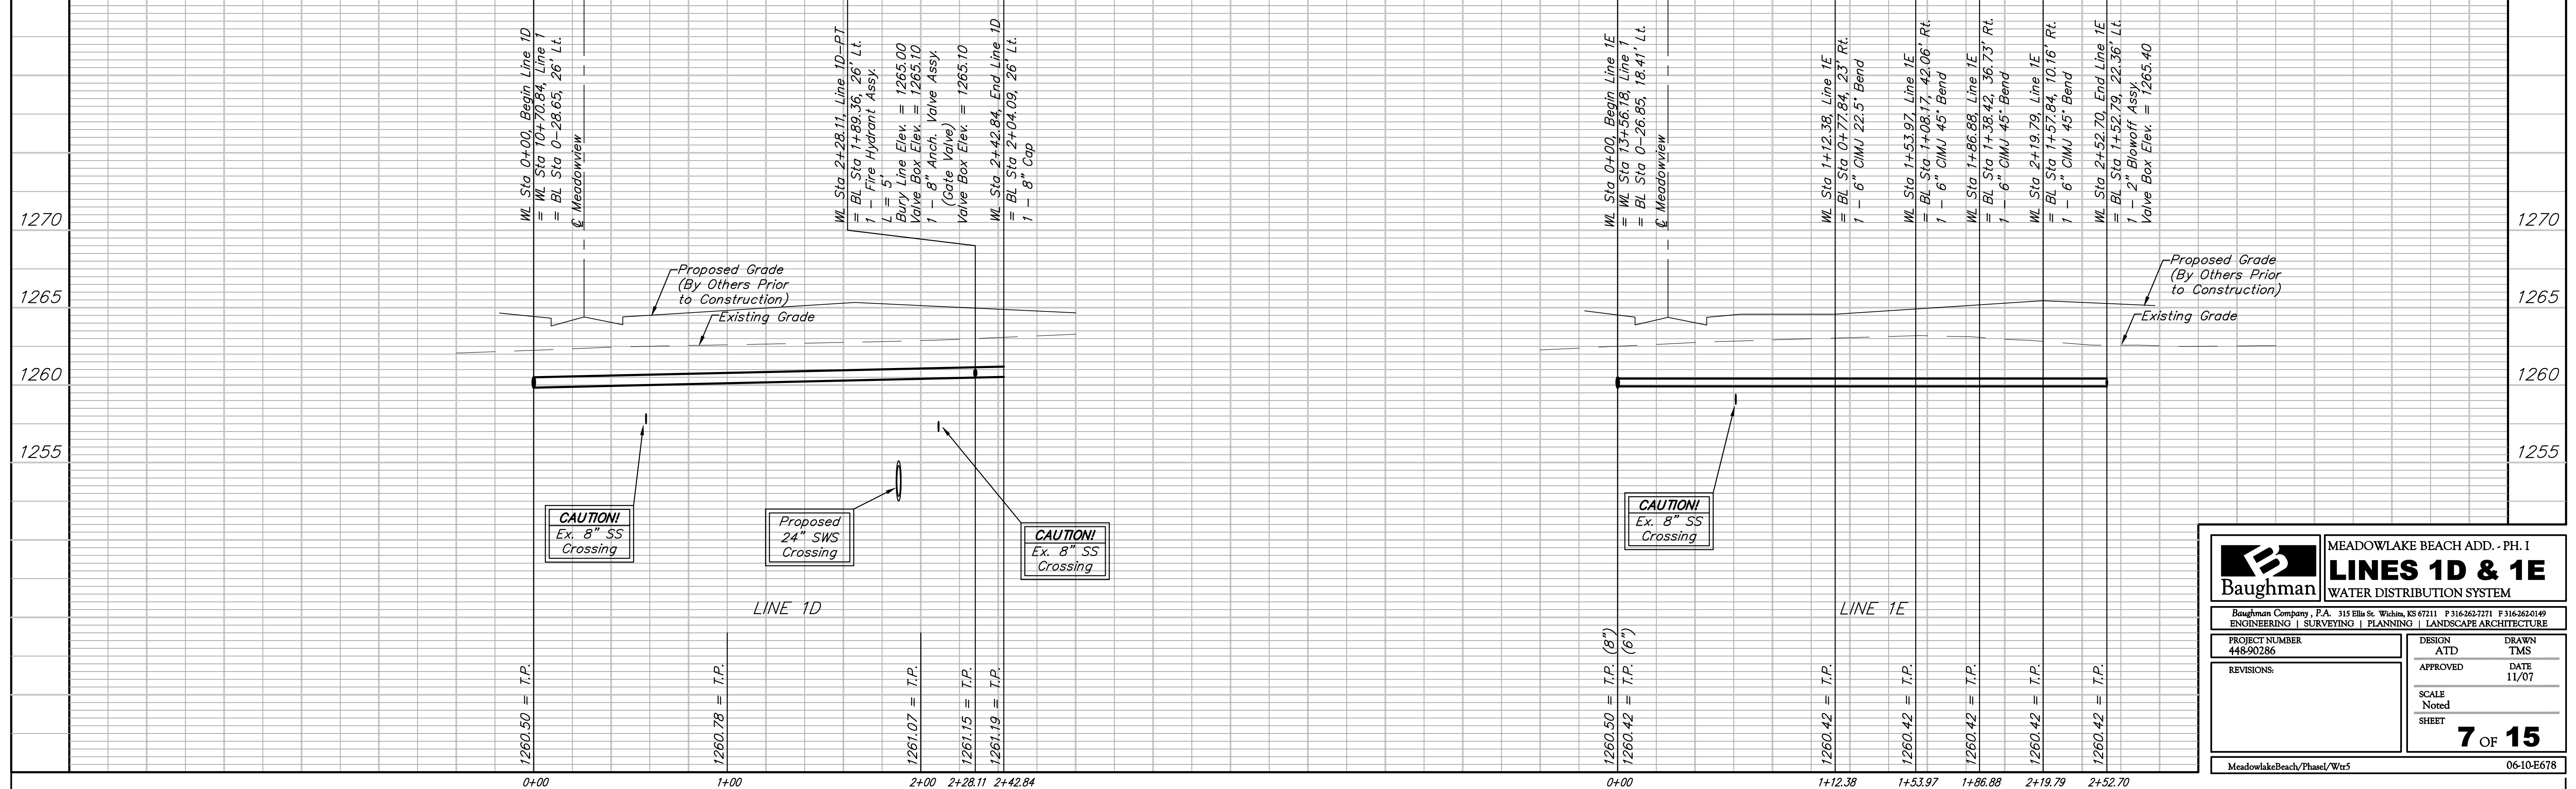 1270
1265
1260
1255
WL Sta 0+00, Begin Line 1D
= WL Sta 10+70.84, Line 1
= BL Sta 0-28.65, 26' Lt.
℄ Meadowview
WL Sta 2+28.11, Line 1D-PT
= BL Sta 1+89.36, 26' Lt.
1 - Fire Hydrant Assy.
L = 5'
Bury Line Elev. = 1265.00
Valve Box Elev. = 1265.10
1 - 8" Anch. Valve Assy.
(Gate Valve)
Valve Box Elev. = 1265.10
WL Sta 2+42.84, End Line 1D
= BL Sta 2+04.09, 26' Lt.
1 - 8" Cap
Proposed Grade
(By Others Prior
to Construction)
Existing Grade
CAUTION!
Ex. 8" SS
Crossing
Proposed
24" SWS
Crossing
CAUTION!
Ex. 8" SS
Crossing
LINE 1D
1260.50 = T.P.
1260.78 = T.P.
1261.07 = T.P.
1261.15 = T.P.
1261.19 = T.P.
0+00
1+00
2+00
2+28.11
2+42.84
WL Sta 0+00, Begin Line 1E
= WL Sta 13+56.18, Line 1
= BL Sta 0-26.85, 18.41' Lt.
℄ Meadowview
WL Sta 1+12.38, Line 1E
= BL Sta 0+77.84, 23' Rt.
1 - 6" CIMJ 22.5° Bend
WL Sta 1+53.97, Line 1E
= BL Sta 1+08.17, 42.06' Rt.
1 - 6" CIMJ 45° Bend
WL Sta 1+86.88, Line 1E
= BL Sta 1+38.42, 36.73' Rt.
1 - 6" CIMJ 45° Bend
WL Sta 2+19.79, Line 1E
= BL Sta 1+57.84, 10.16' Rt.
1 - 6" CIMJ 45° Bend
WL Sta 2+52.70, End Line 1E
= BL Sta 1+52.79, 22.36' Lt.
1 - 2" Blowoff Assy.
Valve Box Elev. = 1265.40
Proposed Grade
(By Others Prior
to Construction)
Existing Grade
CAUTION!
Ex. 8" SS
Crossing
LINE 1E
1260.50 = T.P. (8")
1260.42 = T.P. (6")
1260.42 = T.P.
1260.42 = T.P.
1260.42 = T.P.
1260.42 = T.P.
1260.42 = T.P.
0+00
1+12.38
1+53.97
1+86.88
2+19.79
2+52.70
1270
1265
1260
1255
Baughman
MEADOWLAKE BEACH ADD. - PH. I
LINES 1D & 1E
WATER DISTRIBUTION SYSTEM
Baughman Company, P.A. 315 Ellis St. Wichita, KS 67211 P 316-262-7271 F 316-262-0149
ENGINEERING | SURVEYING | PLANNING | LANDSCAPE ARCHITECTURE
PROJECT NUMBER
448-90286
REVISIONS:
DESIGN
ATD
DRAWN
TMS
APPROVED
DATE
11/07
SCALE
Noted
SHEET
7 OF 15
MeadowlakeBeach/PhaseI/Wtr5
06-10-E678